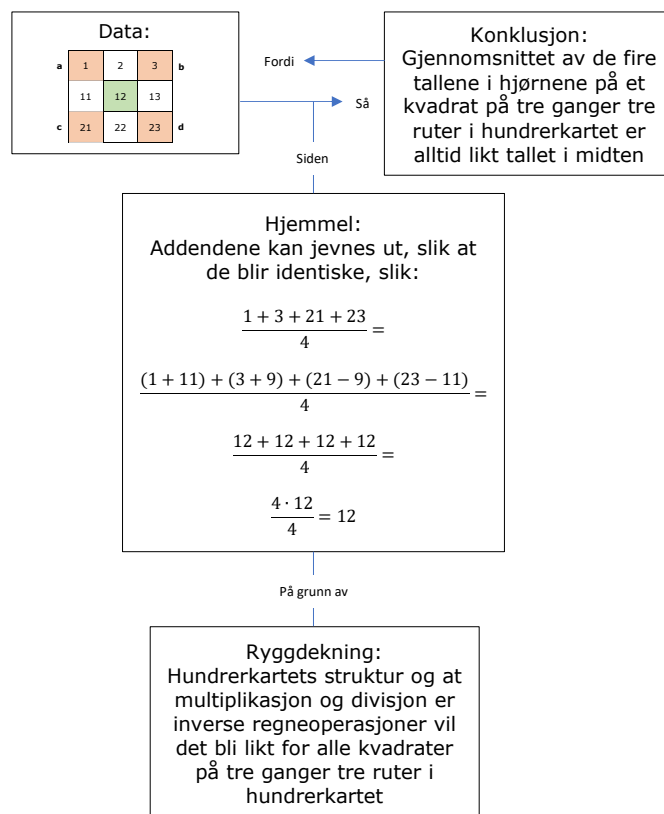 Data:
a 1 2 3 b
11 12 13
c 21 22 23 d
Fordi
Så
Konklusjon:
Gjennomsnittet av de fire
tallene i hjørnene på et
kvadrat på tre ganger tre
ruter i hundrerkartet er
alltid likt tallet i midten
Siden
Hjemmel:
Addendene kan jevnes ut, slik at
de blir identiske, slik:
1 + 3 + 21 + 23
4 =
(1 + 11) + (3 + 9) + (21 − 9) + (23 − 11)
4 =
12 + 12 + 12 + 12
4 =
4 · 12
4 = 12
På grunn av
Ryggdekning:
Hundrerkartets struktur og at
multiplikasjon og divisjon er
inverse regneoperasjoner vil
det bli likt for alle kvadrater
på tre ganger tre ruter i
hundrerkartet